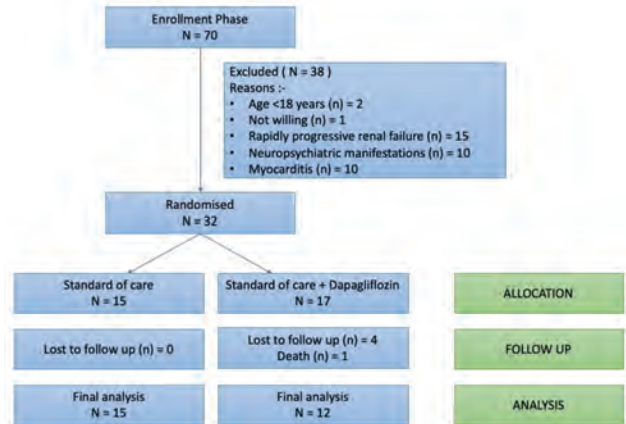 Enrollment Phase
N = 70
Excluded ( N = 38 )
Reasons :-
• Age <18 years (n) = 2
• Not willing (n) = 1
• Rapidly progressive renal failure (n) = 15
• Neuropsychiatric manifestations (n) = 10
• Myocarditis (n) = 10
Randomised
N = 32
Standard of care
N = 15
Standard of care + Dapagliflozin
N = 17
ALLOCATION
Lost to follow up (n) = 0
Lost to follow up (n) = 4
Death (n) = 1
FOLLOW UP
Final analysis
N = 15
Final analysis
N = 12
ANALYSIS